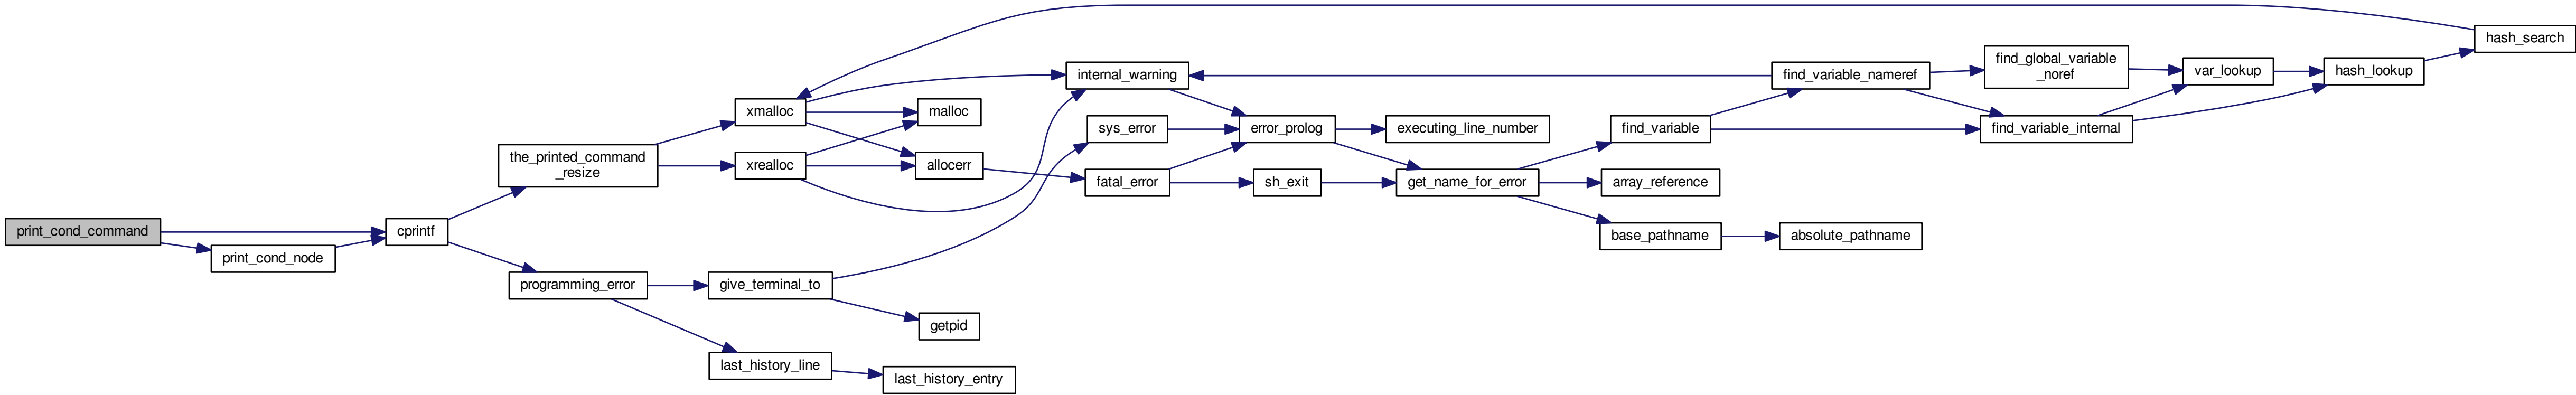 print_cond_command
print_cond_node
cprintf
the_printed_command
_resize
programming_error
xmalloc
xrealloc
give_terminal_to
last_history_line
malloc
allocerr
getpid
last_history_entry
internal_warning
sys_error
fatal_error
error_prolog
sh_exit
executing_line_number
get_name_for_error
find_variable
array_reference
base_pathname
find_variable_nameref
absolute_pathname
find_global_variable
_noref
find_variable_internal
var_lookup
hash_lookup
hash_search